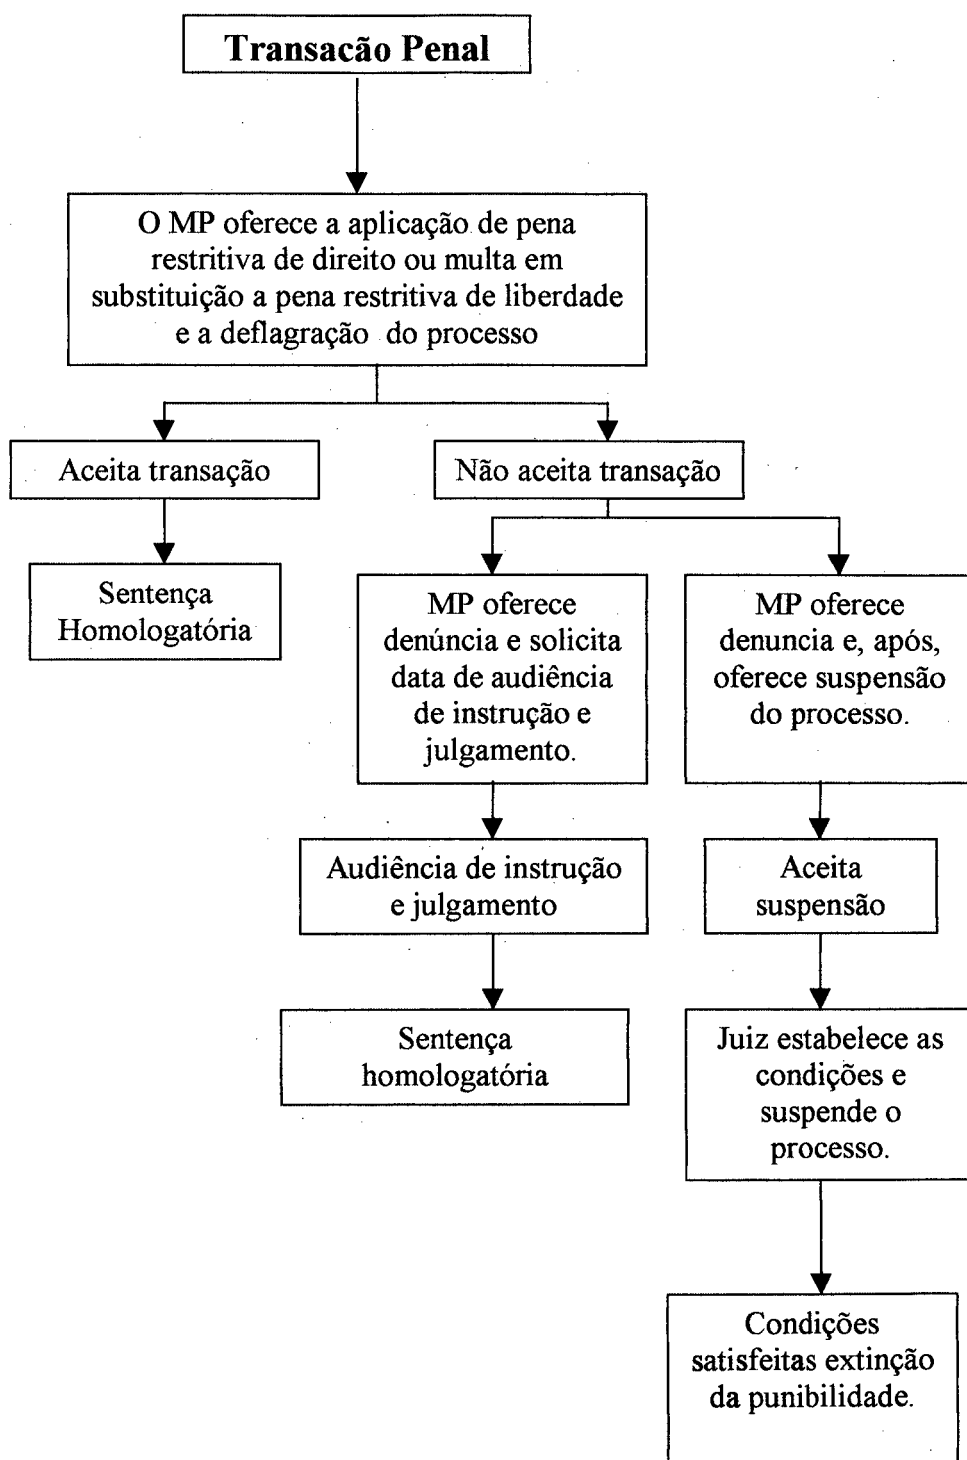 Transacão Penal
O MP oferece a aplicação de pena
restritiva de direito ou multa em
substituição a pena restritiva de liberdade
e a deflagração do processo
Aceita transação
Não aceita transação
Sentença
Homologatória
MP oferece
denúncia e solicita
data de audiência
de instrução e
julgamento.
MP oferece
denuncia e, após,
oferece suspensão
do processo.
Audiência de instrução
e julgamento
Aceita
suspensão
Sentença
homologatória
Juiz estabelece as
condições e
suspende o
processo.
Condições
satisfeitas extinção
da punibilidade.